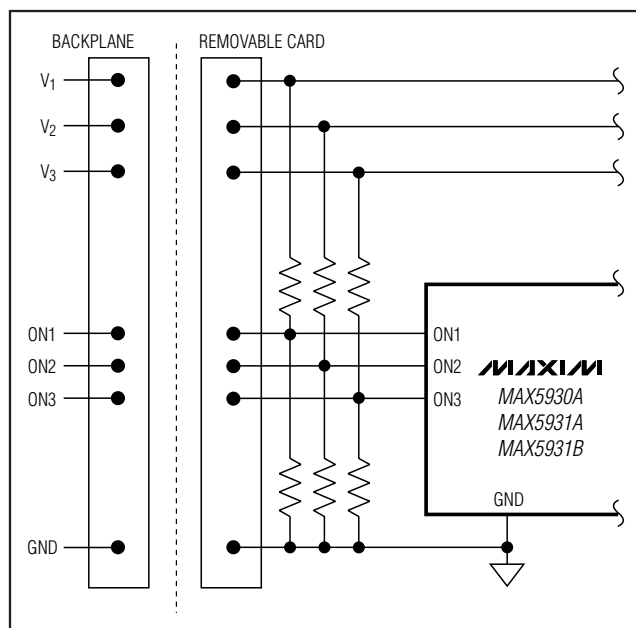 BACKPLANE
REMOVABLE CARD
V1
V2
V3
ON1
ON2
ON3
GND
ON1
ON2
ON3
MAXIM
MAX5930A
MAX5931A
MAX5931B
GND